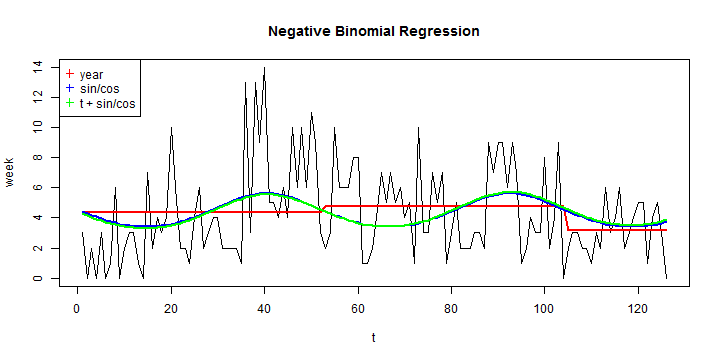 Negative Binomial Regression
week
14
12
10
8
6
4
2
0
+ year
+ sin/cos
+ t + sin/cos
0 20 40 60 80 100 120
t